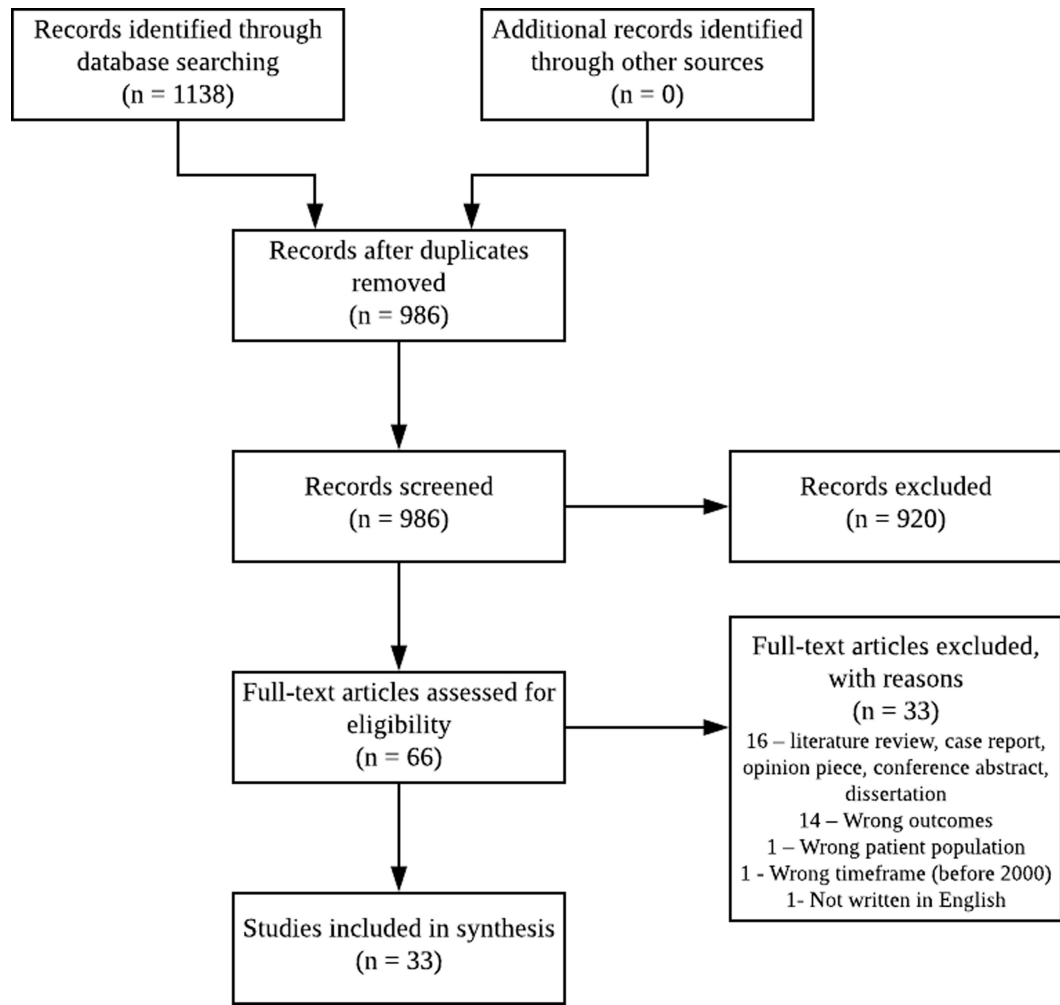 Records identified through
database searching
(n = 1138)
Additional records identified
through other sources
(n = 0)
Records after duplicates
removed
(n = 986)
Records screened
(n = 986)
Records excluded
(n = 920)
Full-text articles assessed for
eligibility
(n = 66)
Full-text articles excluded,
with reasons
(n = 33)
16 – literature review, case report,
opinion piece, conference abstract,
dissertation
14 – Wrong outcomes
1 – Wrong patient population
1 - Wrong timeframe (before 2000)
1- Not written in English
Studies included in synthesis
(n = 33)